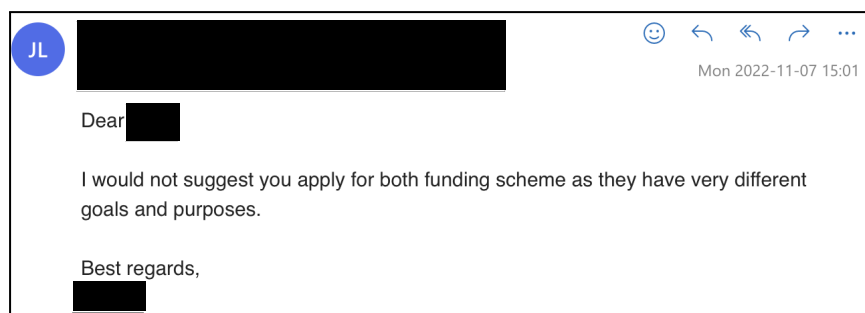 JL
Mon 2022-11-07 15:01
Dear
I would not suggest you apply for both funding scheme as they have very different
goals and purposes.
Best regards,